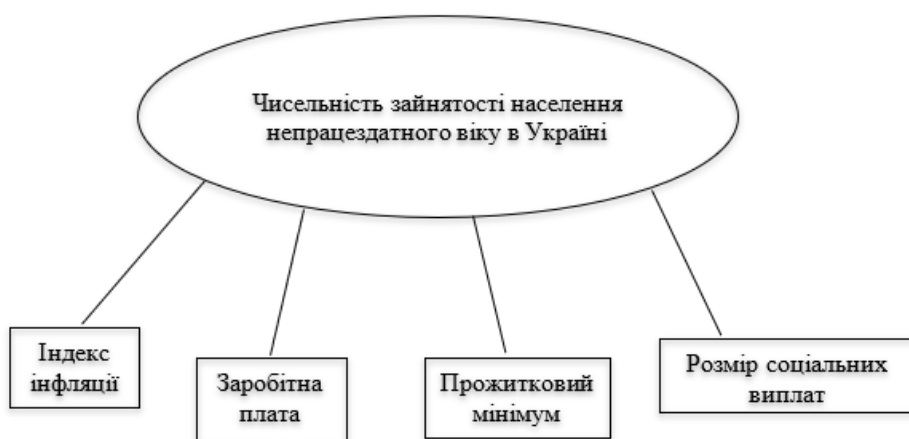 Чисельність зайнятості населення
непрацездатного віку в Україні
Індекс
інфляції
Заробітна
плата
Прожитковий
мінімум
Розмір соціальних
виплат